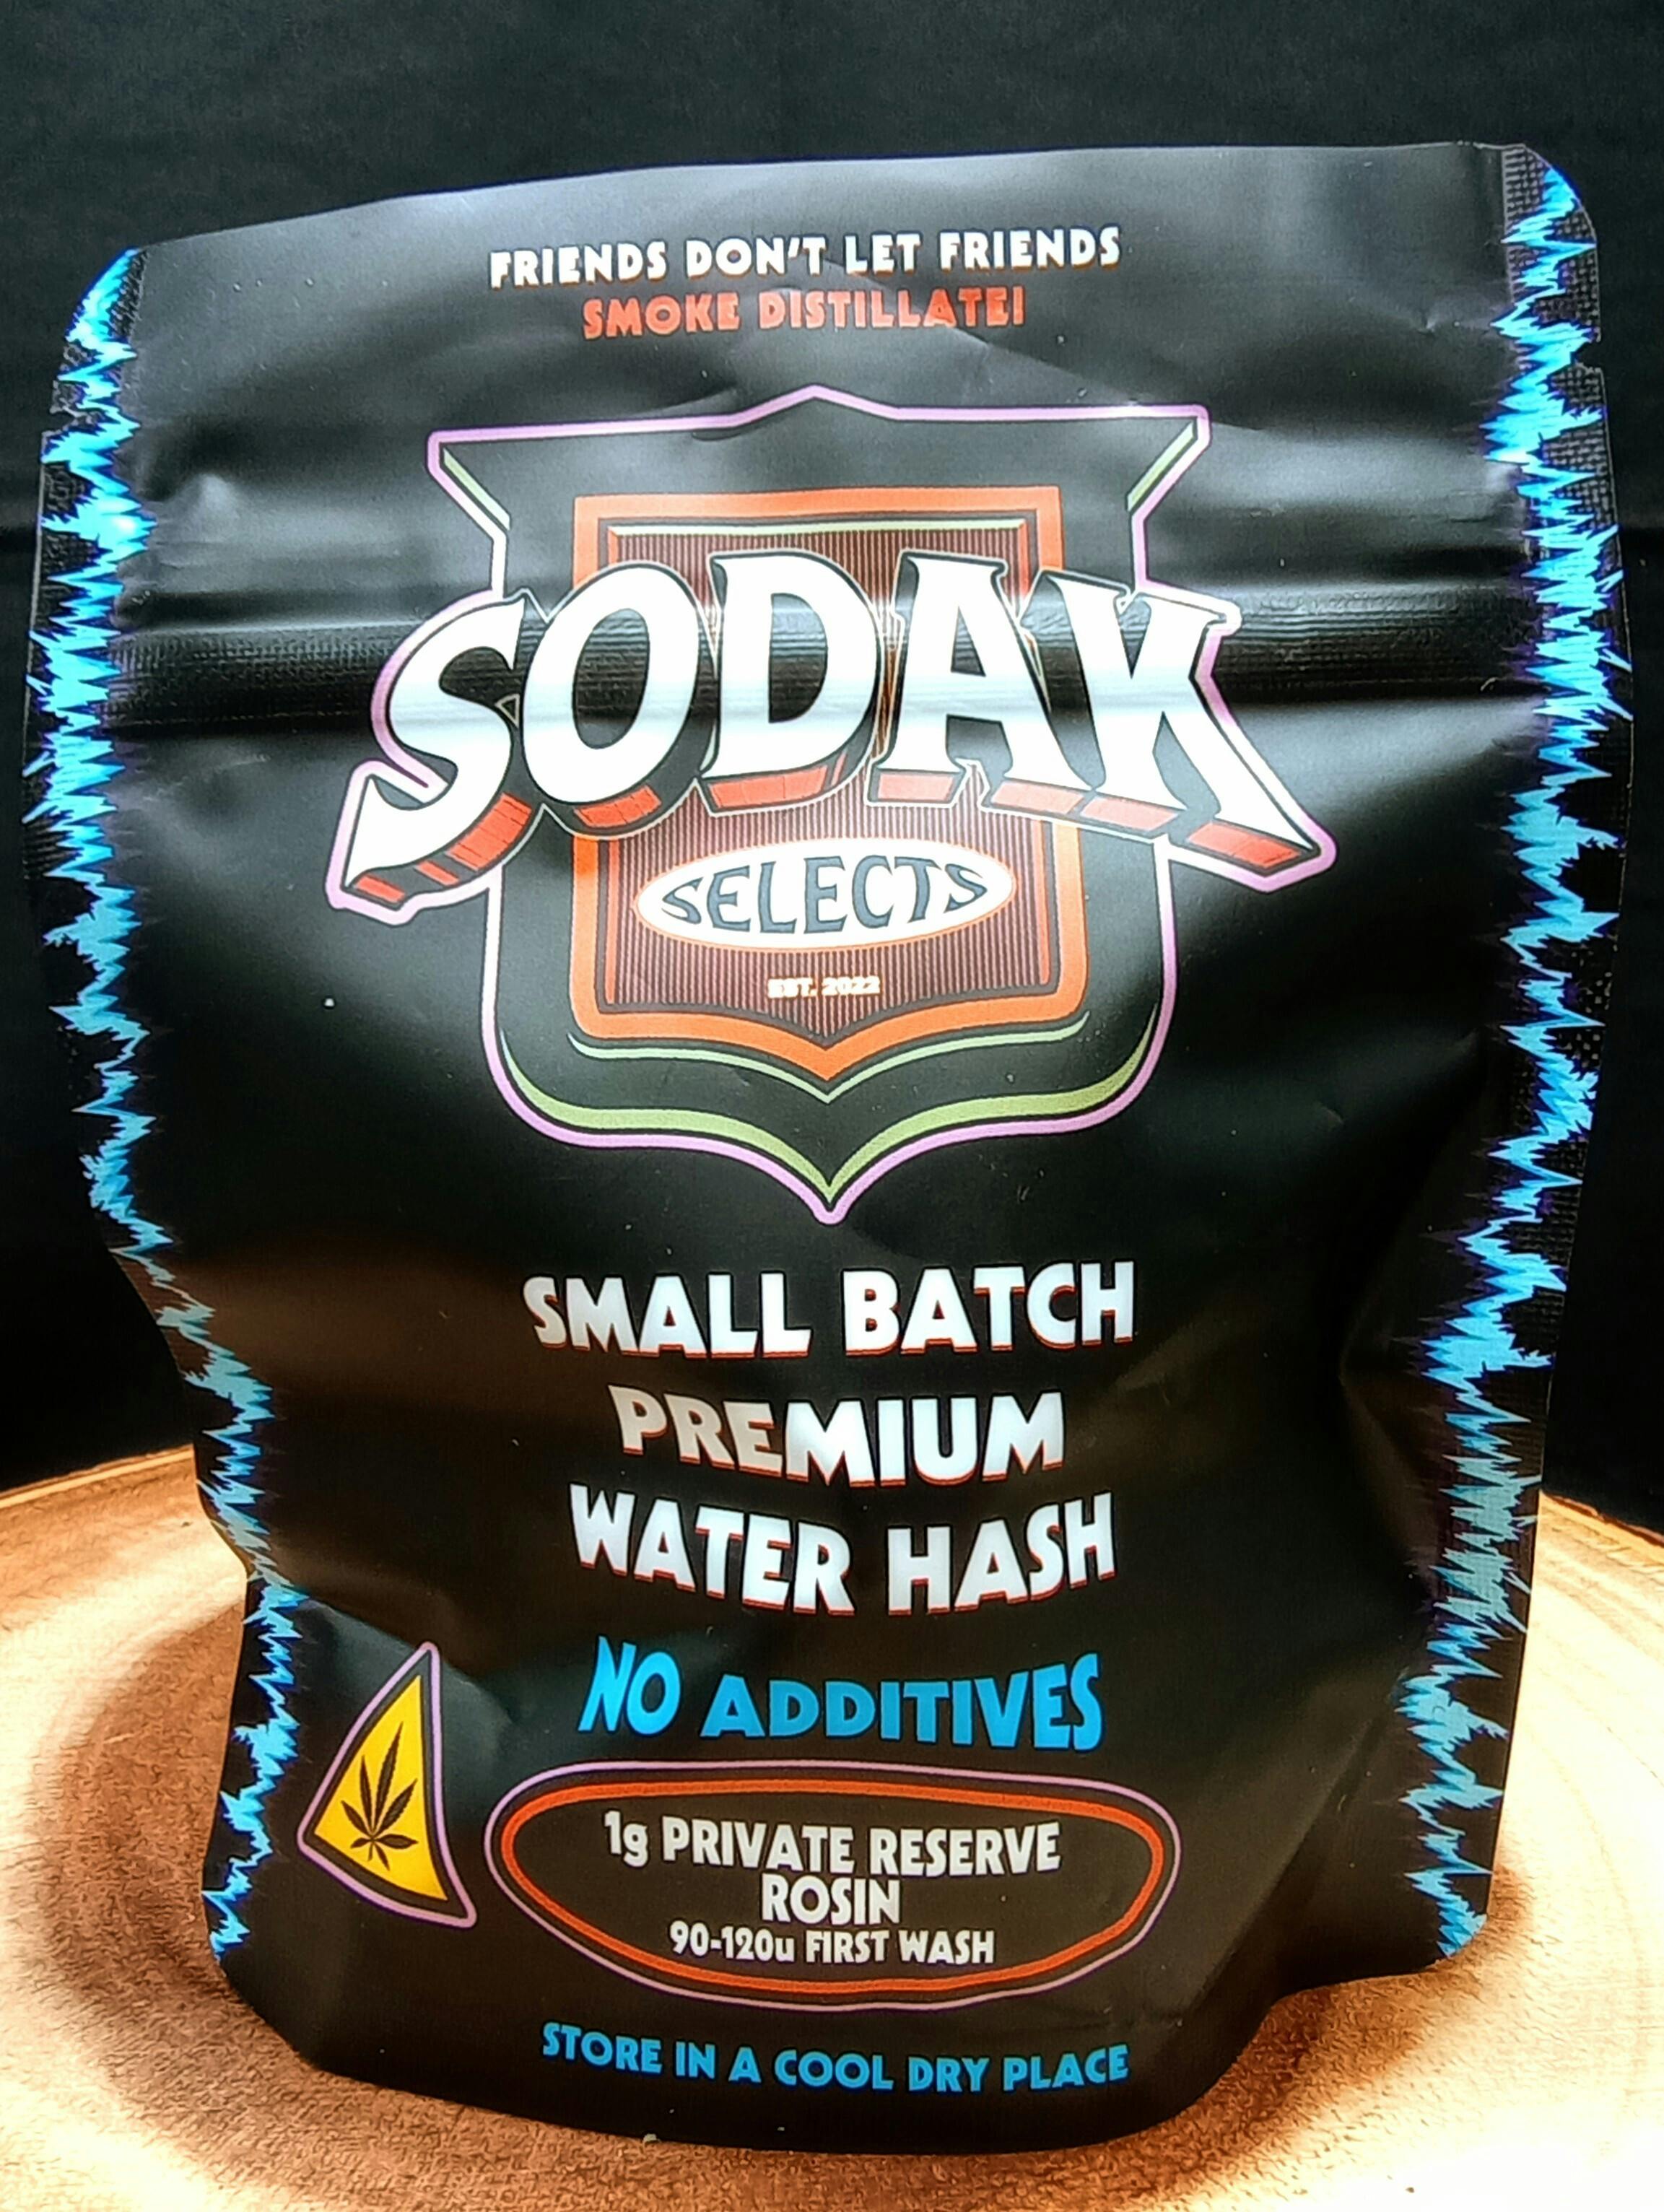 FRIENDS DON'T LET FRIENDS
SMOKE DISTILLATE!
SODAK
SELECTS
EST. 2022
SMALL BATCH
PREMIUM
WATER HASH
NO ADDITIVES
1g PRIVATE RESERVE
ROSIN
90-120u FIRST WASH
STORE IN A COOL DRY PLACE